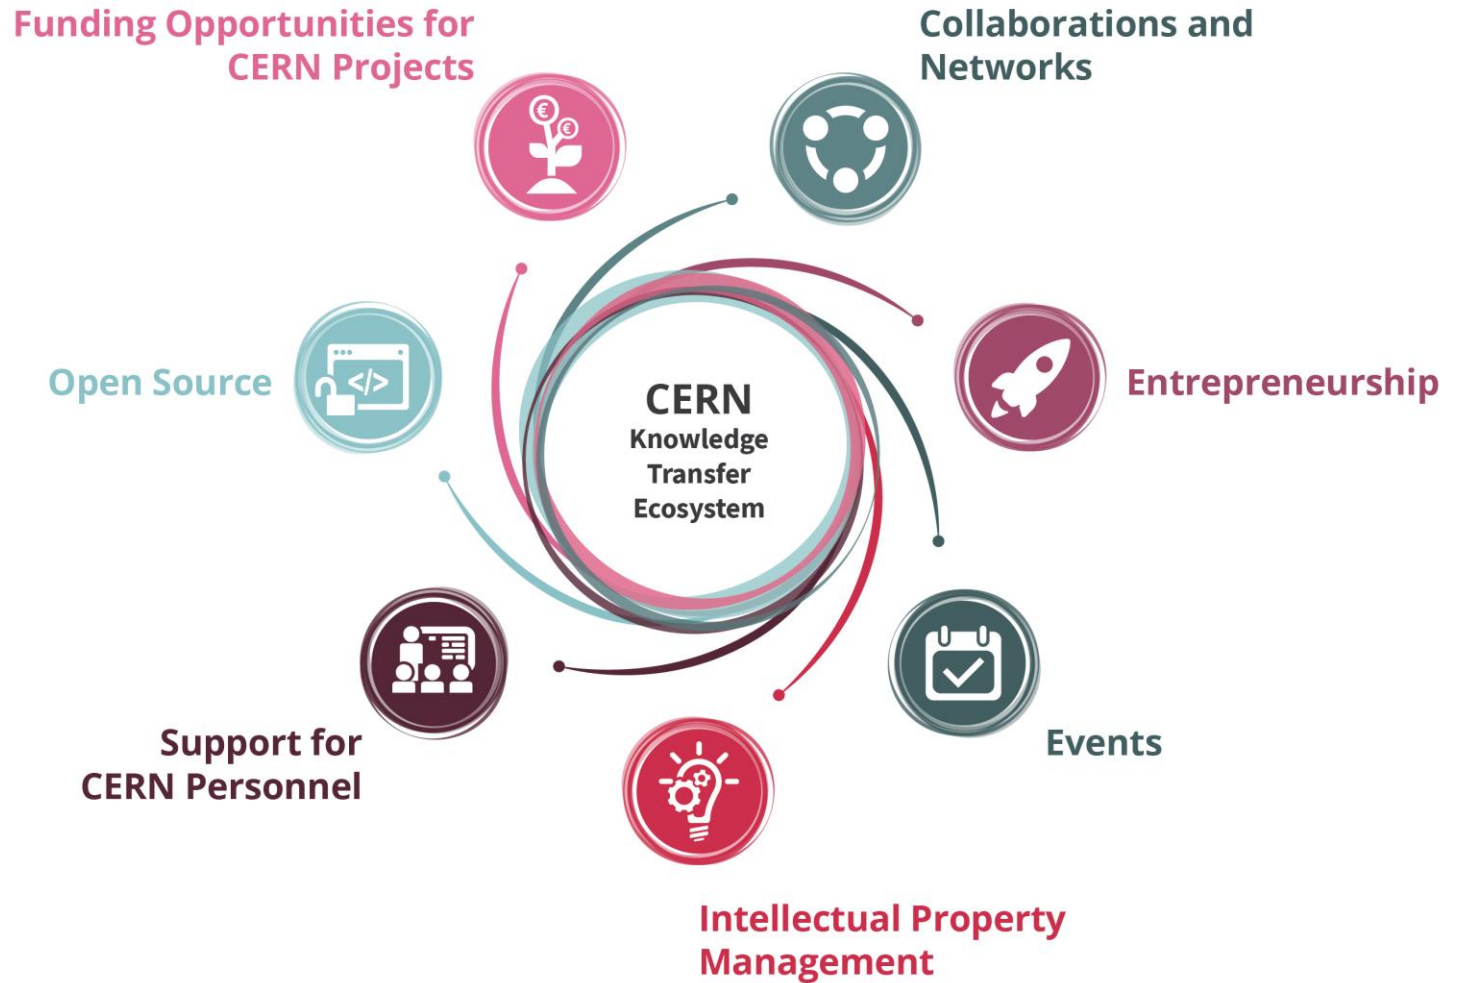 Funding Opportunities for
CERN Projects
Collaborations and
Networks
€
€
Open Source
</>
CERN
Knowledge
Transfer
Ecosystem
Entrepreneurship
Support for
CERN Personnel
Events
Intellectual Property
Management